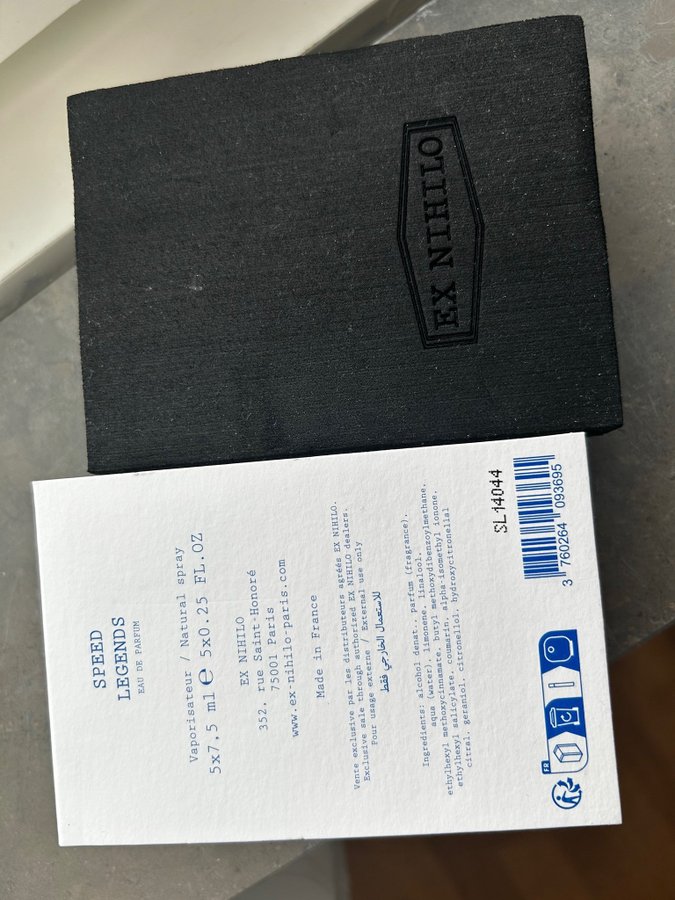 EX NIHILO
SPEED
LEGENDS
EAU DE PARFUM
Vaporisateur / Natural spray
5x7,5 ml ℮ 5x0.25 FL.OZ
EX NIHILO
352, rue Saint-Honoré
75001 Paris
www.ex-nihilo-paris.com
Made in France
Vente exclusive par les distributeurs agréés EX NIHILO.
Exclusive sale through authorized EX NIHILO dealers.
Pour usage externe / External use only
للاستعمال الخارجي فقط
Ingredients: alcohol denat., parfum (fragrance),
aqua (water), limonene, linalool,
ethylhexyl methoxycinnamate, butyl methoxydibenzoylmethane,
ethylhexyl salicylate, coumarin, alpha-isomethyl ionone,
citral, geraniol, citronellol, hydroxycitronellal
SL14044
3 760264 093695
FR